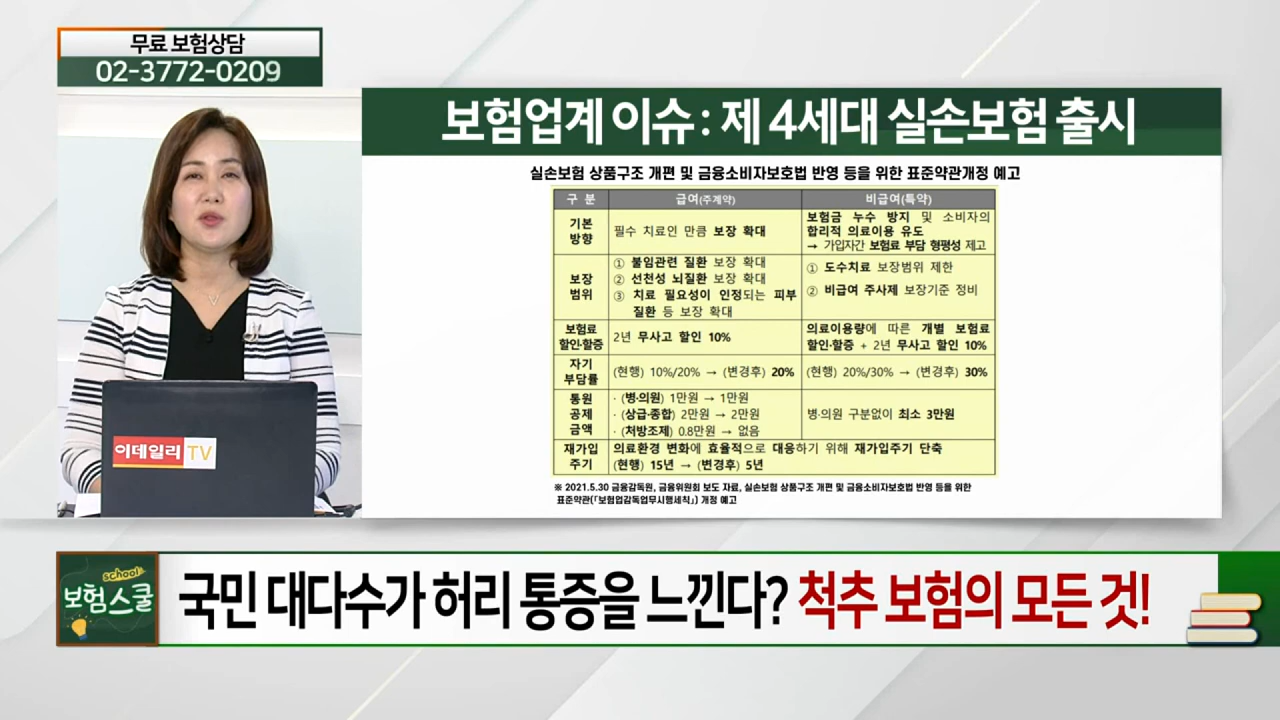 무료 보험상담
02-3772-0209
보험업계 이슈 : 제 4세대 실손보험 출시
실손보험 상품구조 개편 및 금융소비자보호법 반영 등을 위한 표준약관개정 예고
구 분 급여(주계약) 비급여(특약)
기본
방향
필수 치료인 만큼 보장 확대
보험금 누수 방지 및 소비자의
합리적 의료이용 유도
→ 가입자간 보험료 부담 형평성 제고
보장
범위
① 불임관련 질환 보장 확대
② 선천성 뇌질환 보장 확대
③ 치료 필요성이 인정되는 피부
질환 등 보장 확대
① 도수치료 보장범위 제한
② 비급여 주사제 보장기준 정비
보험료
할인·할증
2년 무사고 할인 10%
의료이용량에 따른 개별 보험료
할인·할증 + 2년 무사고 할인 10%
자기
부담률
(현행) 10%/20% → (변경후) 20%
(현행) 20%/30% → (변경후) 30%
통원
공제
금액
· (병·의원) 1만원 → 1만원
· (상급·종합) 2만원 → 2만원
· (처방조제) 0.8만원 → 없음
병·의원 구분없이 최소 3만원
재가입
주기
의료환경 변화에 효율적으로 대응하기 위해 재가입주기 단축
(현행) 15년 → (변경후) 5년
※ 2021.5.30 금융감독원, 금융위원회 보도 자료, 실손보험 상품구조 개편 및 금융소비자보호법 반영 등을 위한
표준약관(「보험업감독업무시행세칙」) 개정 예고
이데일리 TV
school
보험스쿨
국민 대다수가 허리 통증을 느낀다? 척추 보험의 모든 것!